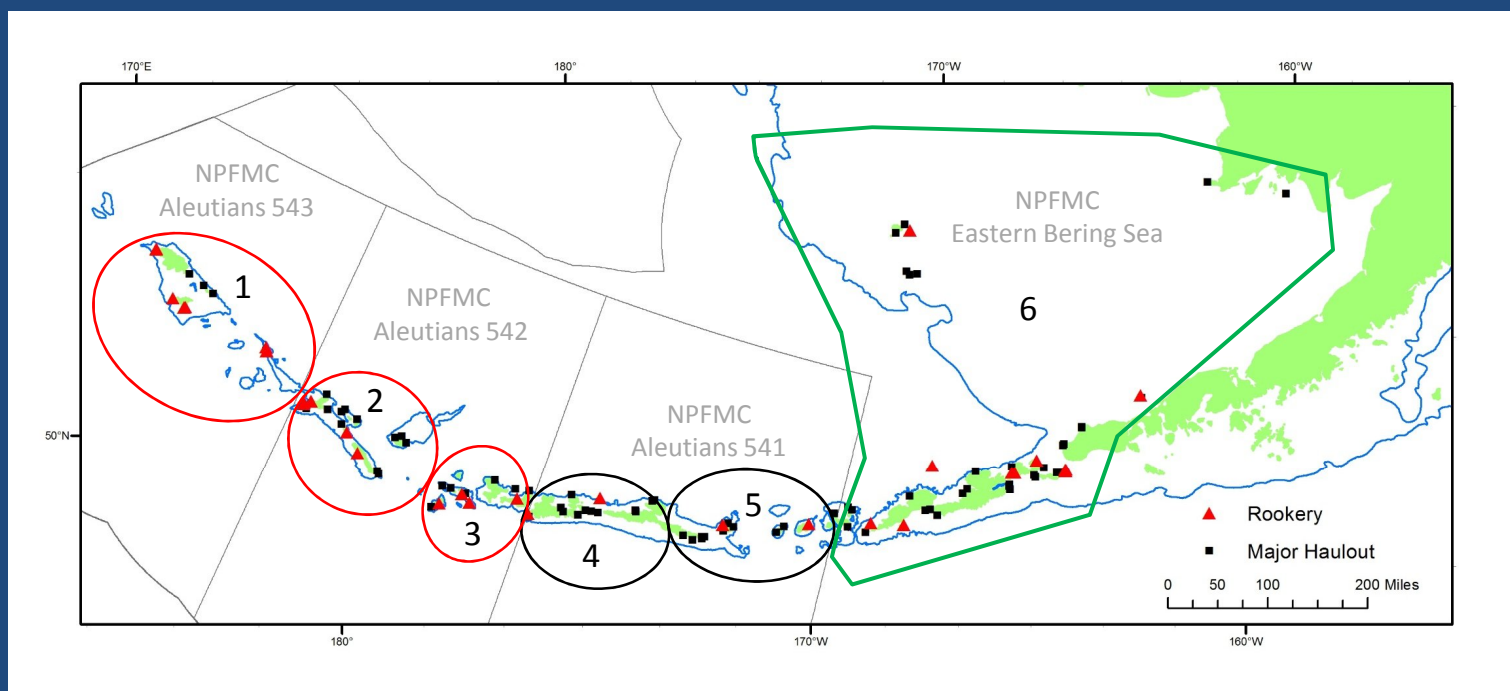 170°E 180° 170°W 160°W
NPFMC
Aleutians 543
NPFMC
Eastern Bering Sea
1
NPFMC
Aleutians 542
6
2
NPFMC
Aleutians 541
50°N
3
4
5
Rookery
Major Haulout
0 50 100 200 Miles
180° 170°W 160°W